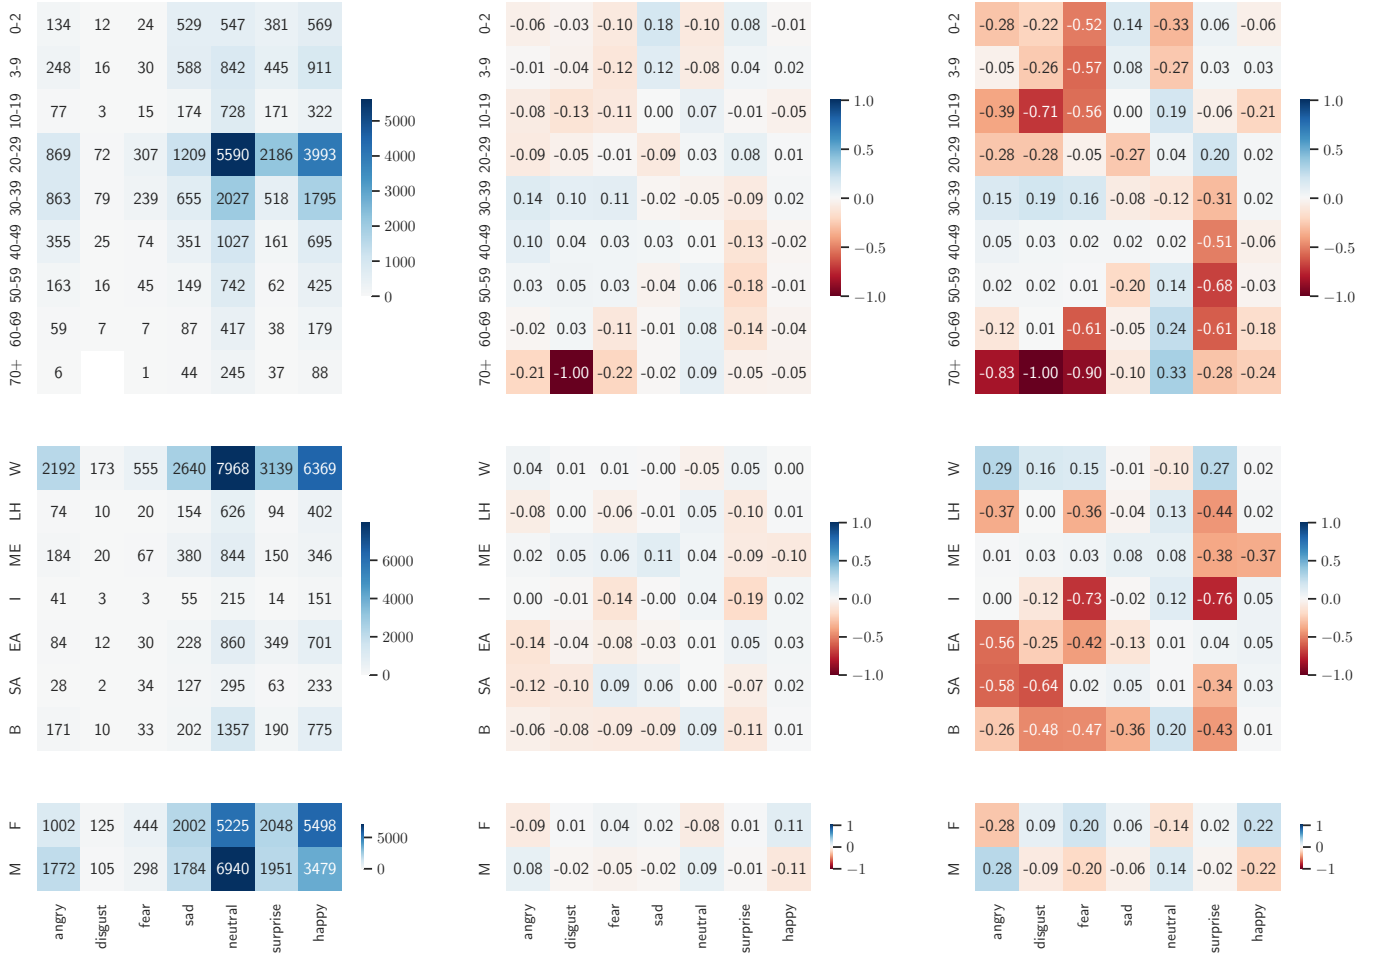 0-2 134 12 24 529 547 381 569 0-2 -0.06 -0.03 -0.10 0.18 -0.10 0.08 -0.01 0-2 -0.28 -0.22 -0.52 0.14 -0.33 0.06 -0.06
3-9 248 16 30 588 842 445 911 3-9 -0.01 -0.04 -0.12 0.12 -0.08 0.04 0.02 3-9 -0.05 -0.26 -0.57 0.08 -0.27 0.03 0.03
10-19 77 3 15 174 728 171 322 10-19 -0.08 -0.13 -0.11 0.00 0.07 -0.01 -0.05 1.0 10-19 -0.39 -0.71 -0.56 0.00 0.19 -0.06 -0.21 1.0
5000
20-29 869 72 307 1209 5590 2186 3993 4000 20-29 -0.09 -0.05 -0.01 -0.09 0.03 0.08 0.01 0.5 20-29 -0.28 -0.28 -0.05 -0.27 0.04 0.20 0.02 0.5
3000
30-39 863 79 239 655 2027 518 1795 30-39 0.14 0.10 0.11 -0.02 -0.05 -0.09 0.02 0.0 30-39 0.15 0.19 0.16 -0.08 -0.12 -0.31 0.02 0.0
2000
40-49 355 25 74 351 1027 161 695 1000 40-49 0.10 0.04 0.03 0.03 0.01 -0.13 -0.02 −0.5 40-49 0.05 0.03 0.02 0.02 0.02 -0.51 -0.06 −0.5
50-59 163 16 45 149 742 62 425 0 50-59 0.03 0.05 0.03 -0.04 0.06 -0.18 -0.01 −1.0 50-59 0.02 0.02 0.01 -0.20 0.14 -0.68 -0.03 −1.0
60-69 59 7 7 87 417 38 179 60-69 -0.02 0.03 -0.11 -0.01 0.08 -0.14 -0.04 60-69 -0.12 0.01 -0.61 -0.05 0.24 -0.61 -0.18
70+ 6 1 44 245 37 88 70+ -0.21 -1.00 -0.22 -0.02 0.09 -0.05 -0.05 70+ -0.83 -1.00 -0.90 -0.10 0.33 -0.28 -0.24
W 2192 173 555 2640 7968 3139 6369 W 0.04 0.01 0.01 -0.00 -0.05 0.05 0.00 W 0.29 0.16 0.15 -0.01 -0.10 0.27 0.02
LH 74 10 20 154 626 94 402 LH -0.08 0.00 -0.06 -0.01 0.05 -0.10 0.01 1.0 LH -0.37 0.00 -0.36 -0.04 0.13 -0.44 0.02 1.0
ME 184 20 67 380 844 150 346 6000 ME 0.02 0.05 0.06 0.11 0.04 -0.09 -0.10 0.5 ME 0.01 0.03 0.03 0.08 0.08 -0.38 -0.37 0.5
I 41 3 3 55 215 14 151 4000 I 0.00 -0.01 -0.14 -0.00 0.04 -0.19 0.02 0.0 I 0.00 -0.12 -0.73 -0.02 0.12 -0.76 0.05 0.0
EA 84 12 30 228 860 349 701 2000 EA -0.14 -0.04 -0.08 -0.03 0.01 0.05 0.03 −0.5 EA -0.56 -0.25 -0.42 -0.13 0.01 0.04 0.05 −0.5
SA 28 2 34 127 295 63 233 0 SA -0.12 -0.10 0.09 0.06 0.00 -0.07 0.02 −1.0 SA -0.58 -0.64 0.02 0.05 0.01 -0.34 0.03 −1.0
B 171 10 33 202 1357 190 775 B -0.06 -0.08 -0.09 -0.09 0.09 -0.11 0.01 B -0.26 -0.48 -0.47 -0.36 0.20 -0.43 0.01
F 1002 125 444 2002 5225 2048 5498 5000 F -0.09 0.01 0.04 0.02 -0.08 0.01 0.11 1 F -0.28 0.09 0.20 0.06 -0.14 0.02 0.22 1
0 0
M 1772 105 298 1784 6940 1951 3479 0 M 0.08 -0.02 -0.05 -0.02 0.09 -0.01 -0.11 −1 M 0.28 -0.09 -0.20 -0.06 0.14 -0.02 -0.22 −1
angry disgust fear sad neutral surprise happy angry disgust fear sad neutral surprise happy angry disgust fear sad neutral surprise happy